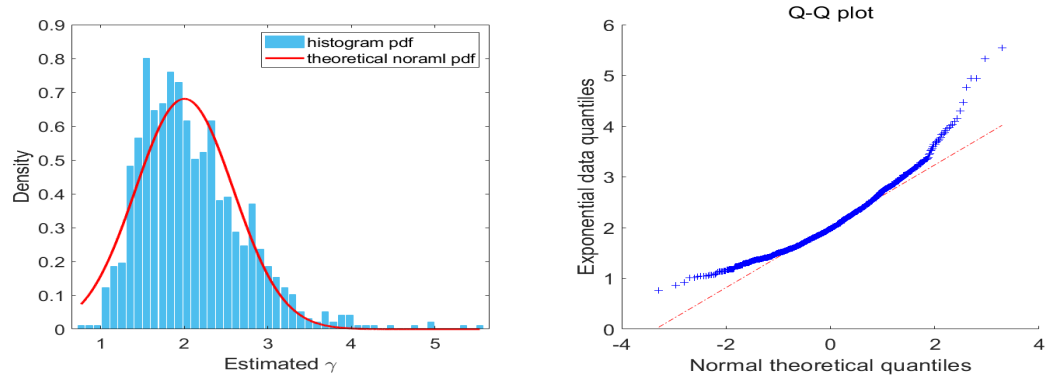 0.9
0.8
0.7
0.6
0.5
0.4
0.3
0.2
0.1
0
Density
histogram pdf
theoretical noraml pdf
1 2 3 4 5
Estimated γ
Q-Q plot
6
5
4
3
2
1
0
Exponential data quantiles
-4 -2 0 2 4
Normal theoretical quantiles